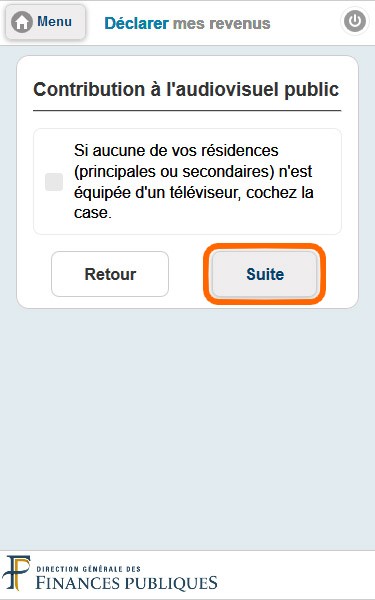 Menu
Déclarer mes revenus
Contribution à l'audiovisuel public
Si aucune de vos résidences
(principales ou secondaires) n'est
équipée d'un téléviseur, cochez la
case.
Retour
Suite
DIRECTION GÉNÉRALE DES
FINANCES PUBLIQUES